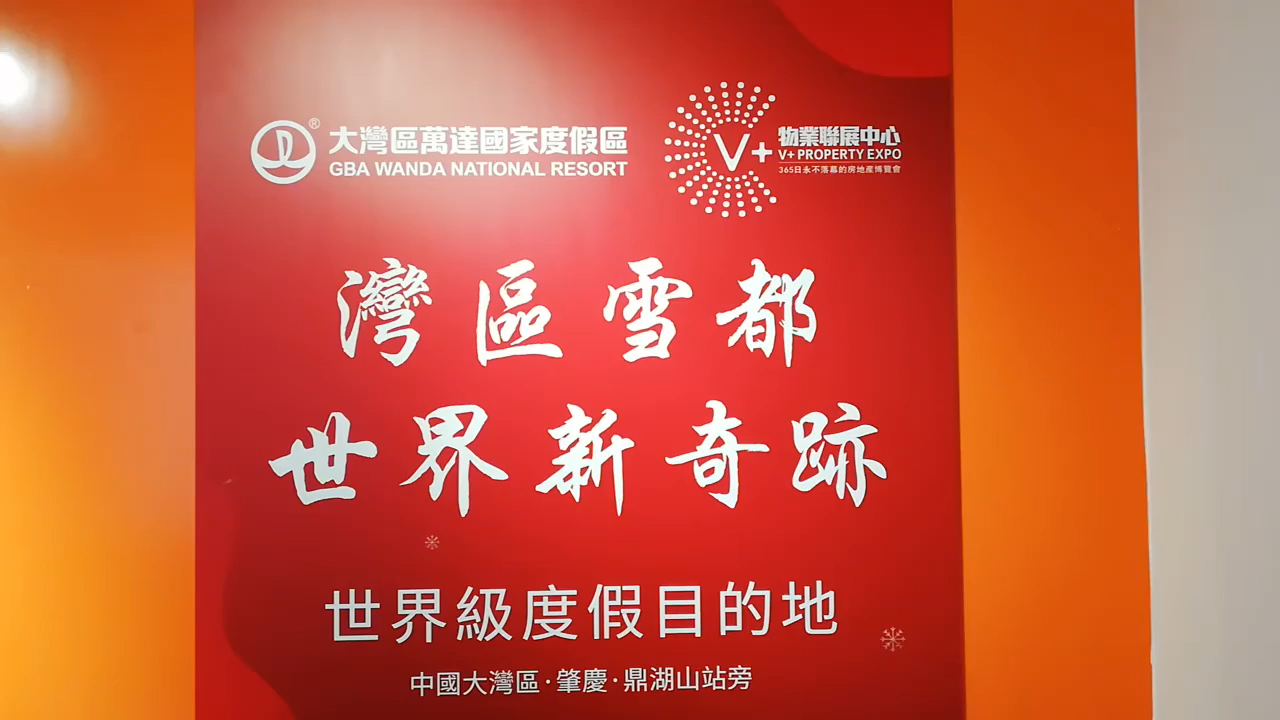 大灣區萬達國家度假區
GBA WANDA NATIONAL RESORT
V+
物業聯展中心
V+ PROPERTY EXPO
365日永不落幕的房地產博覽會
灣區雪都
世界新奇跡
世界級度假目的地
中國大灣區·肇慶·鼎湖山站旁